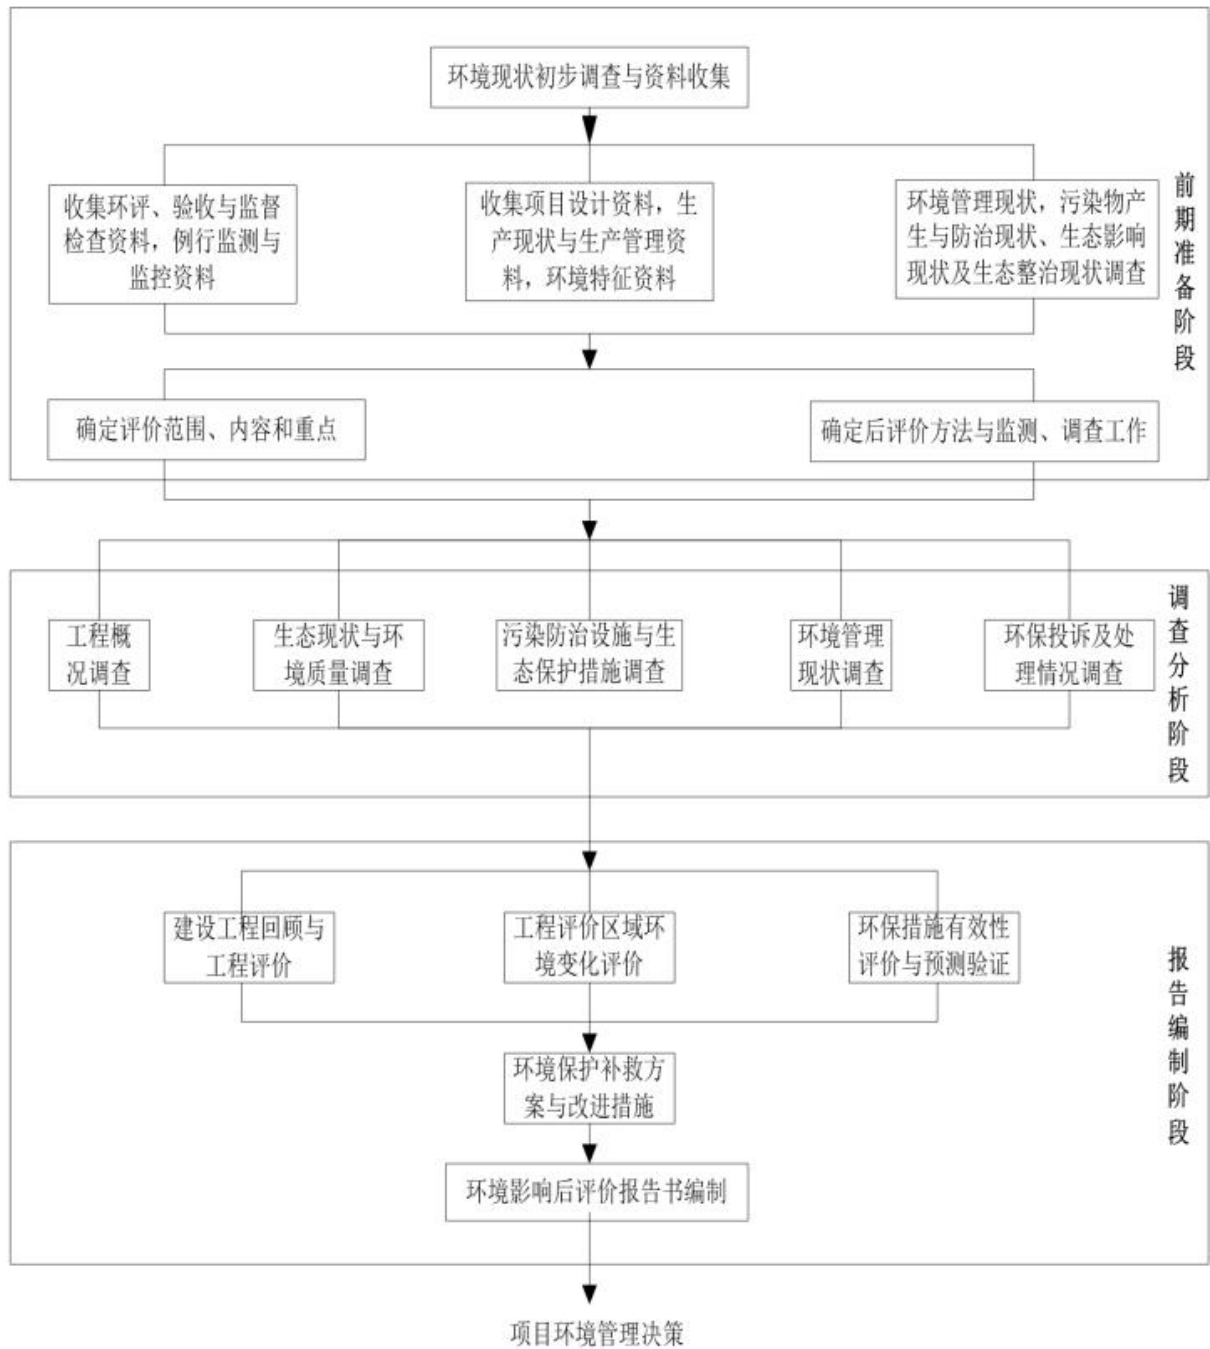 环境现状初步调查与资料收集
收集环评、验收与监督
检查资料，例行监测与
监控资料
收集项目设计资料，生
产现状与生产管理资
料，环境特征资料
环境管理现状，污染物产
生与防治现状、生态影响
现状及生态整治现状调查
前期准备阶段
确定评价范围、内容和重点
确定后评价方法与监测、调查工作
工程概
况调查
生态现状与环
境质量调查
污染防治设施与生
态保护措施调查
环境管理
现状调查
环保投诉及处
理情况调查
调查分析阶段
建设工程回顾与
工程评价
工程评价区域环
境变化评价
环保措施有效性
评价与预测验证
报告编制阶段
环境保护补救方
案与改进措施
环境影响后评价报告书编制
项目环境管理决策